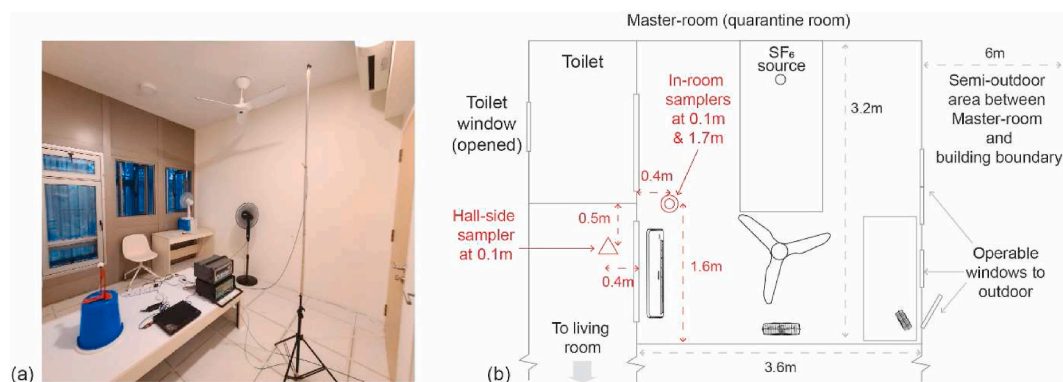 Master-room (quarantine room)
Toilet
SF₆
source
6m
In-room
samplers
at 0.1m
& 1.7m
Toilet
window
(opened)
3.2m
Semi-outdoor
area between
Master-room
and
building boundary
0.4m
Hall-side
sampler
at 0.1m
0.5m
1.6m
0.4m
Operable
windows to
outdoor
To living
room
3.6m
(a)
(b)